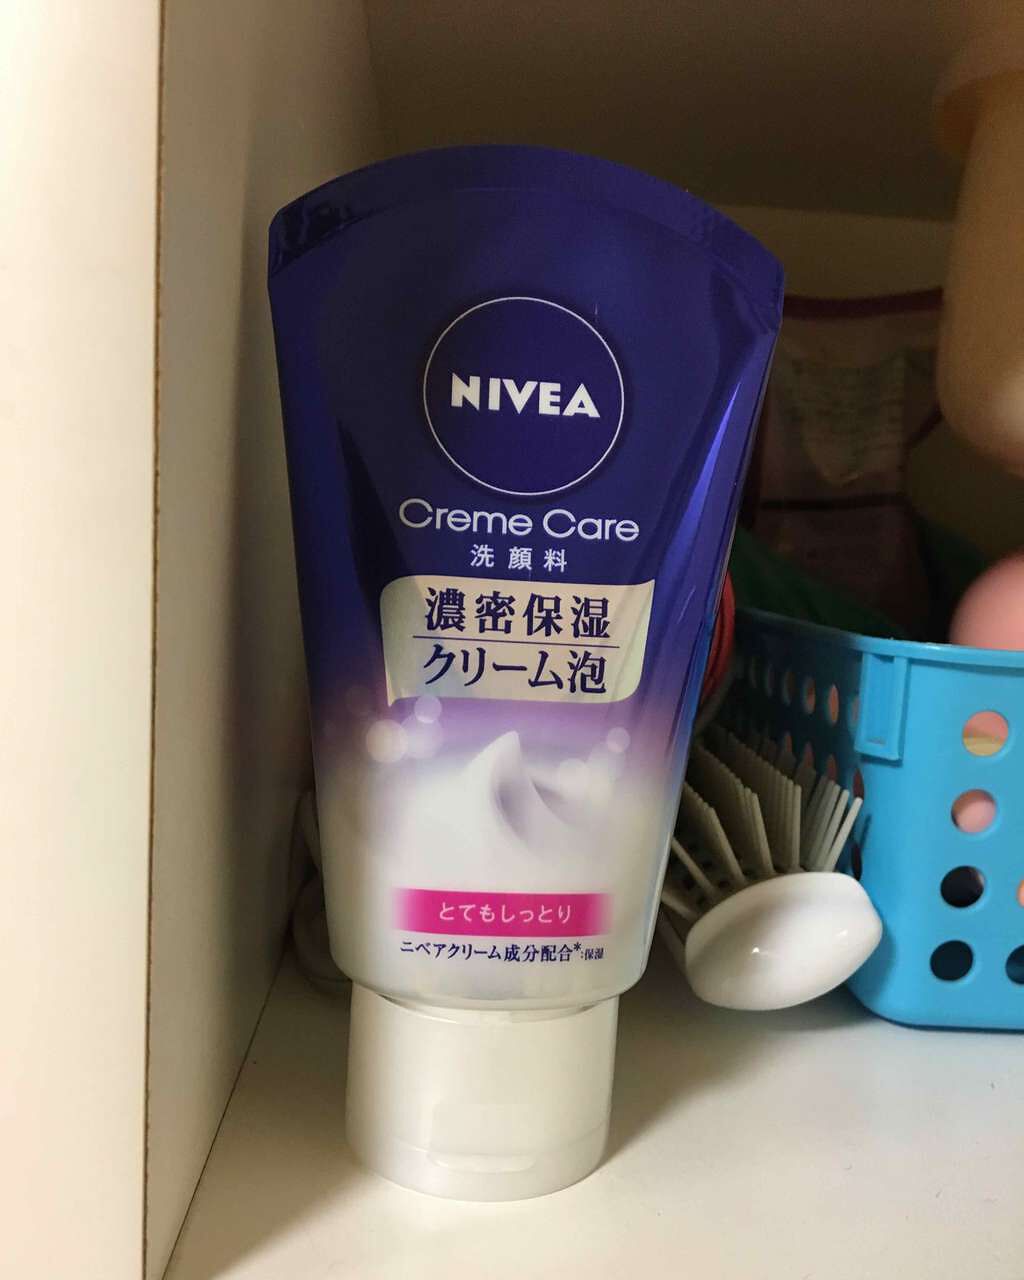 NIVEA
Creme Care
洗顔料
濃密保湿
クリーム泡
とてもしっとり
ニベアクリーム成分配合*:保湿